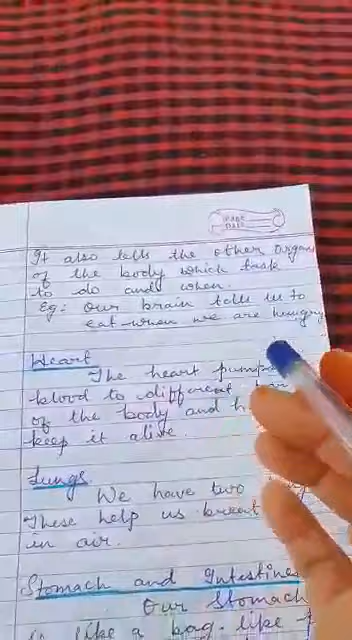 PAGE
DATE
It also tells the other organs
of the body which task
to do and when.
Eg: Our brain tells us to
eat when we are hungry
Heart
The heart pumps
blood to different
of the body and
keep it alive.
Lungs
We have two
These help us
in air.
Stomach and Intestines
Our Stomach
is like a bag like